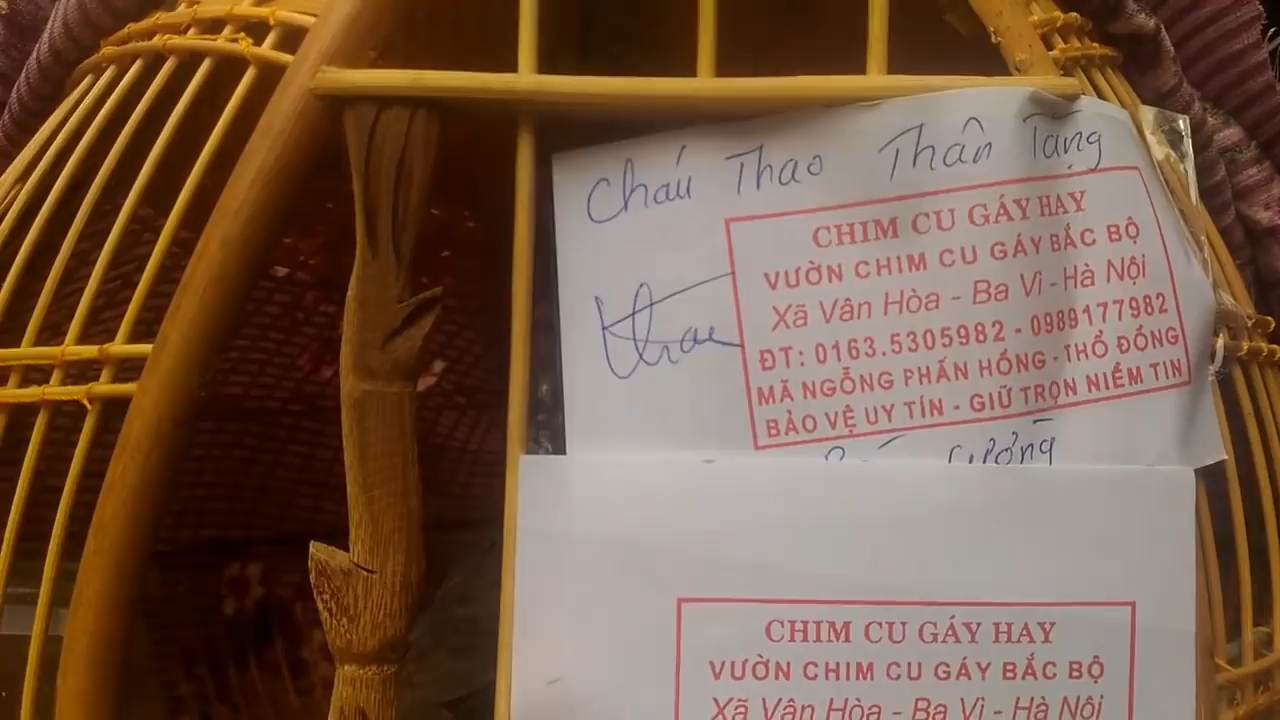 Cháu Thao Thân Tặng
CHIM CU GÁY HAY
VƯỜN CHIM CU GÁY BẮC BỘ
Xã Vân Hòa - Ba Vì - Hà Nội
ĐT: 0163.5305982 - 0989177982
MÃ NGỖNG PHẤN HỒNG - THỔ ĐỒNG
BẢO VỆ UY TÍN - GIỮ TRỌN NIỀM TIN
CHIM CU GÁY HAY
VƯỜN CHIM CU GÁY BẮC BỘ
Xã Vân Hòa - Ba Vì - Hà Nội